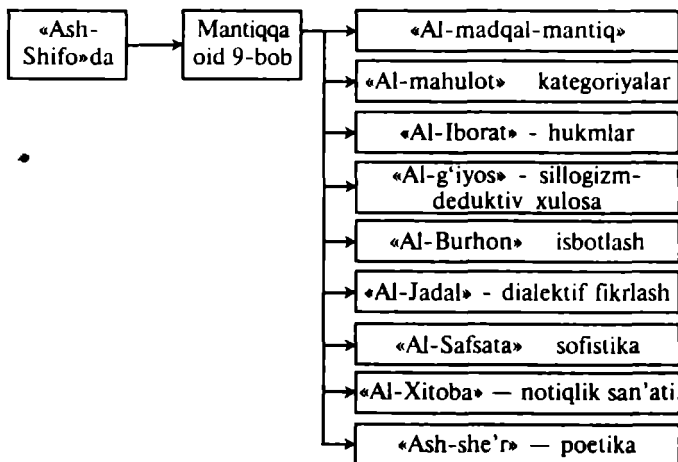 «Ash-
Shifo»da
Mantiqqa
oid 9-bob
«Al-madqal-mantiq»
«Al-mahulot» kategoriyalar
«Al-Iborat» - hukmlar
«Al-g‘iyos» - sillogizm-
deduktiv xulosa
«Al-Burhon» isbotlash
«Al-Jadal» - dialektif fikrlash
«Al-Safsata» sofistika
«Al-Xitoba» — notiqlik san’ati.
«Ash-she’r» — poetika